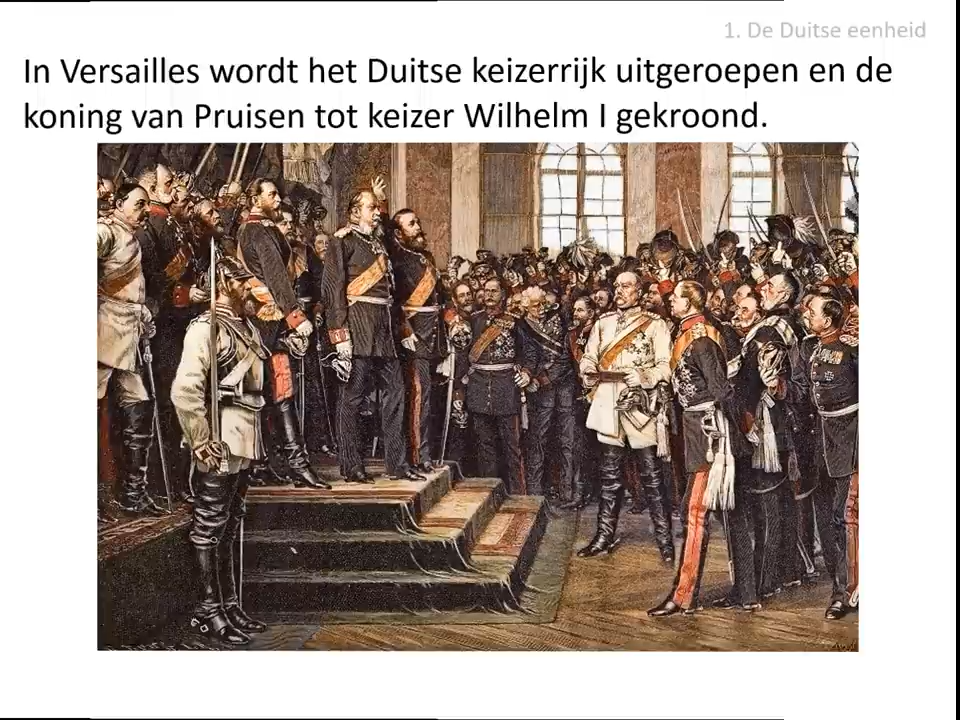 1. De Duitse eenheid
In Versailles wordt het Duitse keizerrijk uitgeroepen en de
koning van Pruisen tot keizer Wilhelm I gekroond.